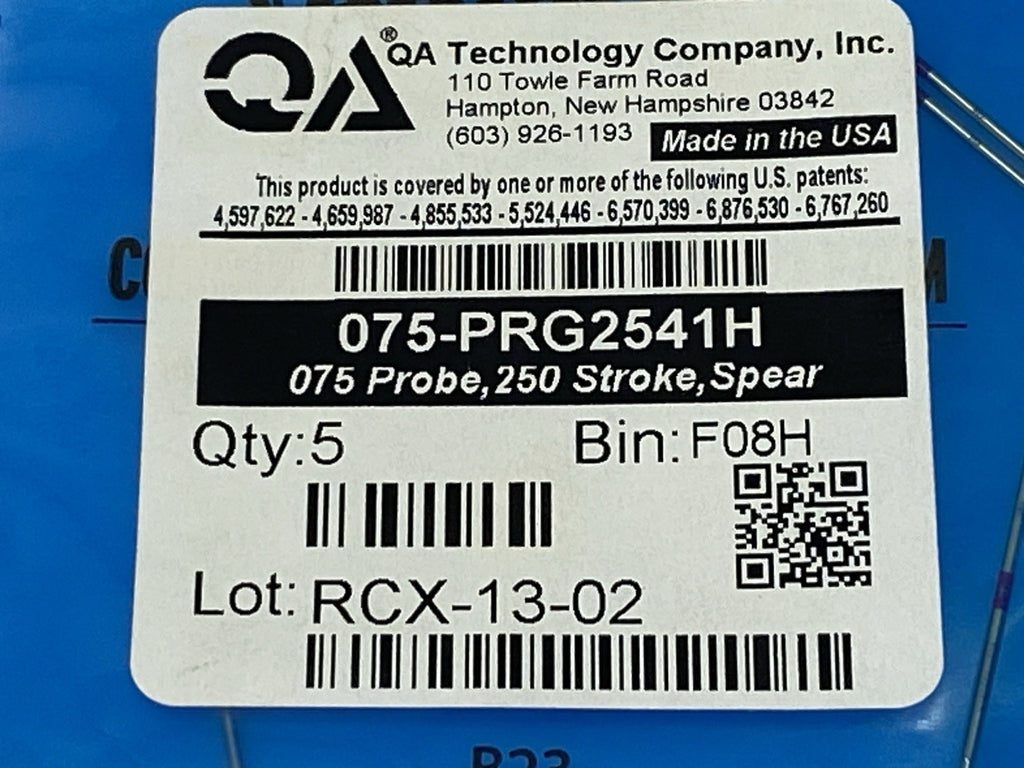 QA® QA Technology Company, Inc.
110 Towle Farm Road
Hampton, New Hampshire 03842
(603) 926-1193 Made in the USA
This product is covered by one or more of the following U.S. patents:
4,597,622 - 4,659,987 - 4,855,533 - 5,524,446 - 6,570,399 - 6,876,530 - 6,767,260
075-PRG2541H
075 Probe,250 Stroke,Spear
Qty:5 Bin: F08H
Lot: RCX-13-02